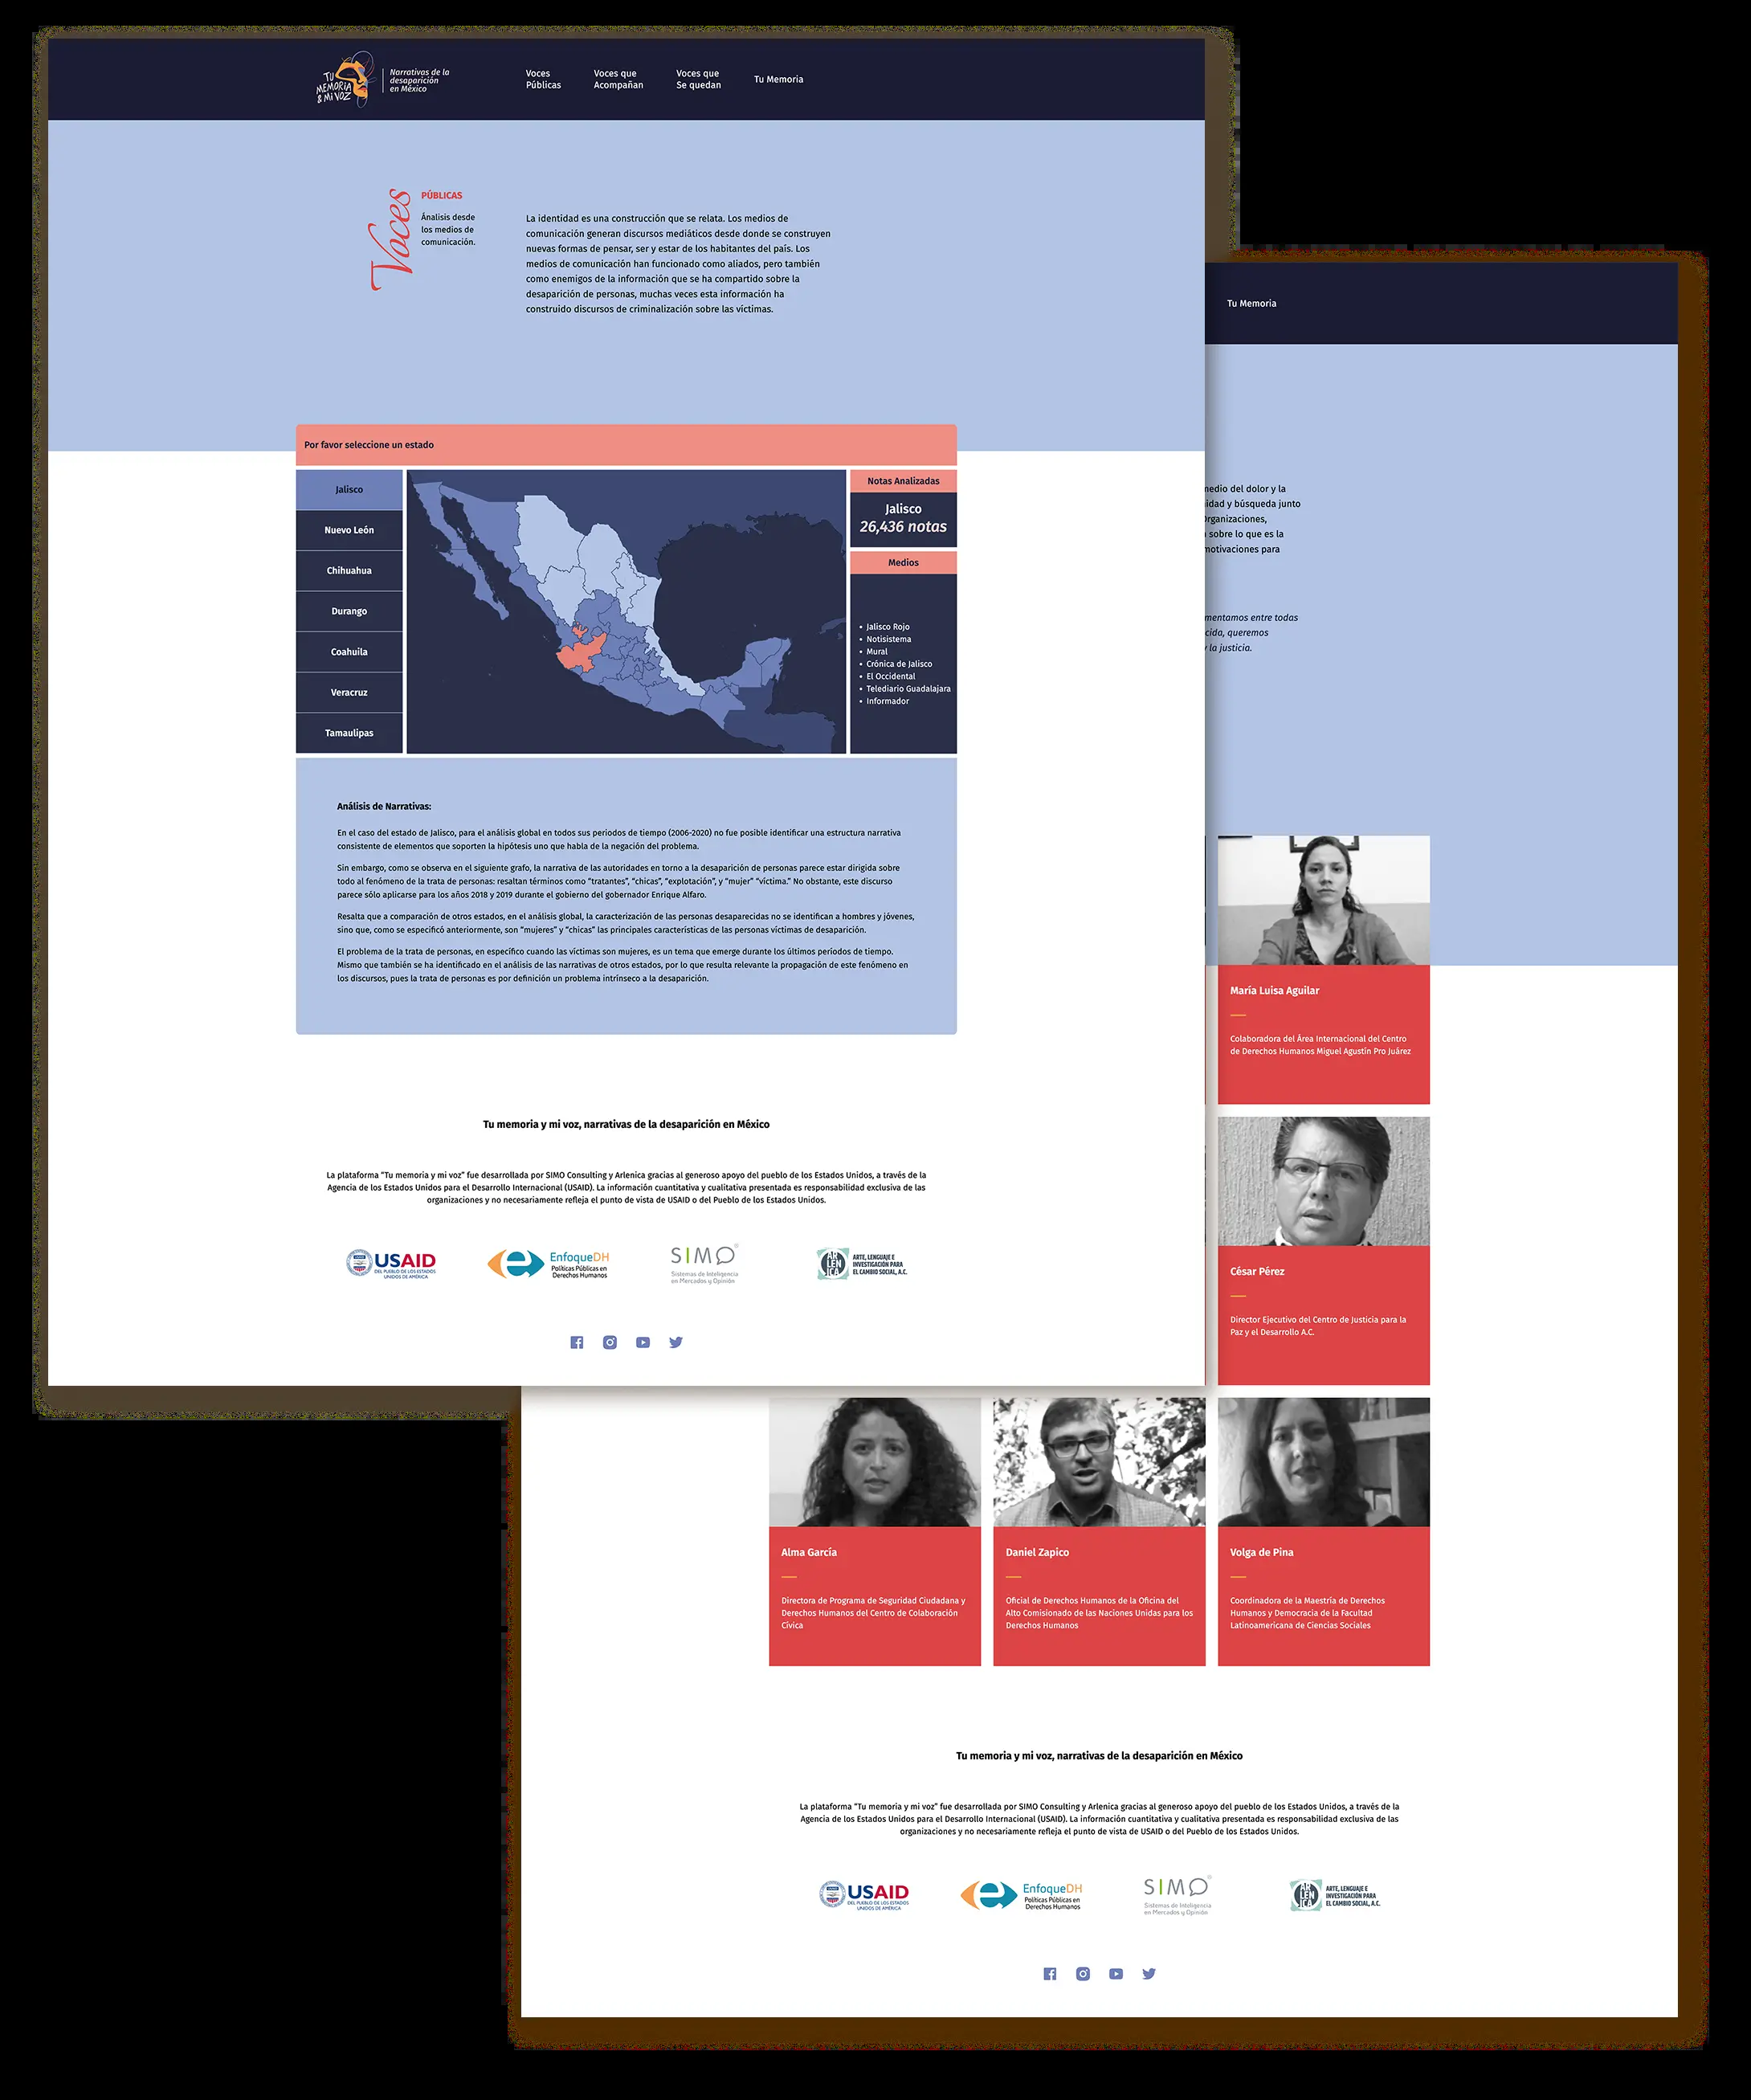 TU
MEMORIA
& MI VOZ
Narrativas de la
desaparición
en México
Voces
Públicas
Voces que
Acompañan
Voces que
Se quedan
Tu Memoria
Voces
PÚBLICAS
Ánalisis desde
los medios de
comunicación.
La identidad es una construcción que se relata. Los medios de
comunicación generan discursos mediáticos desde donde se construyen
nuevas formas de pensar, ser y estar de los habitantes del país. Los
medios de comunicación han funcionado como aliados, pero también
como enemigos de la información que se ha compartido sobre la
desaparición de personas, muchas veces esta información ha
construido discursos de criminalización sobre las víctimas.
Por favor seleccione un estado
Jalisco
Nuevo León
Chihuahua
Durango
Coahuila
Veracruz
Tamaulipas
Notas Analizadas
Jalisco
26,436 notas
Medios
• Jalisco Rojo
• Notisistema
• Mural
• Crónica de Jalisco
• El Occidental
• Telediario Guadalajara
• Informador
Análisis de Narrativas:
En el caso del estado de Jalisco, para el análisis global en todos sus periodos de tiempo (2006-2020) no fue posible identificar una estructura narrativa
consistente de elementos que soporten la hipótesis uno que habla de la negación del problema.
Sin embargo, como se observa en el siguiente grafo, la narrativa de las autoridades en torno a la desaparición de personas parece estar dirigida sobre
todo al fenómeno de la trata de personas: resaltan términos como “tratantes”, “chicas”, “explotación”, y “mujer” “víctima.” No obstante, este discurso
parece sólo aplicarse para los años 2018 y 2019 durante el gobierno del gobernador Enrique Alfaro.
Resalta que a comparación de otros estados, en el análisis global, la caracterización de las personas desaparecidas no se identifican a hombres y jóvenes,
sino que, como se especificó anteriormente, son “mujeres” y “chicas” las principales características de las personas víctimas de desaparición.
El problema de la trata de personas, en específico cuando las víctimas son mujeres, es un tema que emerge durante los últimos períodos de tiempo.
Mismo que también se ha identificado en el análisis de las narrativas de otros estados, por lo que resulta relevante la propagación de este fenómeno en
los discursos, pues la trata de personas es por definición un problema intrínseco a la desaparición.
Tu memoria y mi voz, narrativas de la desaparición en México
La plataforma “Tu memoria y mi voz” fue desarrollada por SIMO Consulting y Arlenica gracias al generoso apoyo del pueblo de los Estados Unidos, a través de la
Agencia de los Estados Unidos para el Desarrollo Internacional (USAID). La información cuantitativa y cualitativa presentada es responsabilidad exclusiva de las
organizaciones y no necesariamente refleja el punto de vista de USAID o del Pueblo de los Estados Unidos.
USAID
DEL PUEBLO DE LOS ESTADOS
UNIDOS DE AMÉRICA
EnfoqueDH
Políticas Públicas en
Derechos Humanos
SIMO
Sistemas de Inteligencia
en Mercados y Opinión
ARLENICA
ARTE, LENGUAJE E
INVESTIGACIÓN PARA
EL CAMBIO SOCIAL, A.C.
Tu Memoria
medio del dolor y la
idad y búsqueda junto
Organizaciones,
sobre lo que es la
motivaciones para
mentamos entre todas
cida, queremos
y la justicia.
María Luisa Aguilar
Colaboradora del Área Internacional del Centro
de Derechos Humanos Miguel Agustín Pro Juárez
César Pérez
Director Ejecutivo del Centro de Justicia para la
Paz y el Desarrollo A.C.
Alma García
Directora de Programa de Seguridad Ciudadana y
Derechos Humanos del Centro de Colaboración
Cívica
Daniel Zapico
Oficial de Derechos Humanos de la Oficina del
Alto Comisionado de las Naciones Unidas para los
Derechos Humanos
Volga de Pina
Coordinadora de la Maestría de Derechos
Humanos y Democracia de la Facultad
Latinoamericana de Ciencias Sociales
Tu memoria y mi voz, narrativas de la desaparición en México
La plataforma “Tu memoria y mi voz” fue desarrollada por SIMO Consulting y Arlenica gracias al generoso apoyo del pueblo de los Estados Unidos, a través de la
Agencia de los Estados Unidos para el Desarrollo Internacional (USAID). La información cuantitativa y cualitativa presentada es responsabilidad exclusiva de las
organizaciones y no necesariamente refleja el punto de vista de USAID o del Pueblo de los Estados Unidos.
USAID
DEL PUEBLO DE LOS ESTADOS
UNIDOS DE AMÉRICA
EnfoqueDH
Políticas Públicas en
Derechos Humanos
SIMO
Sistemas de Inteligencia
en Mercados y Opinión
ARLENICA
ARTE, LENGUAJE E
INVESTIGACIÓN PARA
EL CAMBIO SOCIAL, A.C.